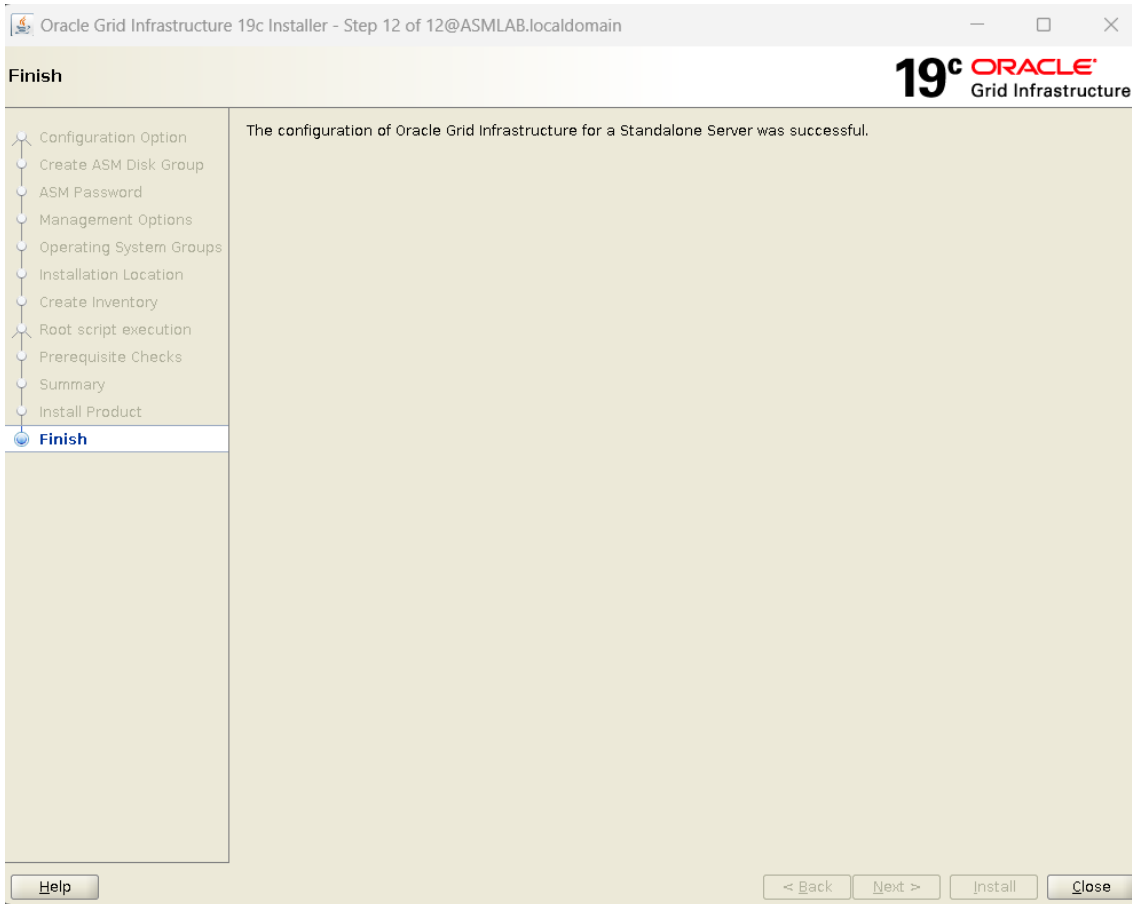 Oracle Grid Infrastructure 19c Installer - Step 12 of 12@ASMLAB.localdomain
Finish
19c ORACLE
Grid Infrastructure
Configuration Option
Create ASM Disk Group
ASM Password
Management Options
Operating System Groups
Installation Location
Create Inventory
Root script execution
Prerequisite Checks
Summary
Install Product
Finish
The configuration of Oracle Grid Infrastructure for a Standalone Server was successful.
Help
< Back
Next >
Install
Close